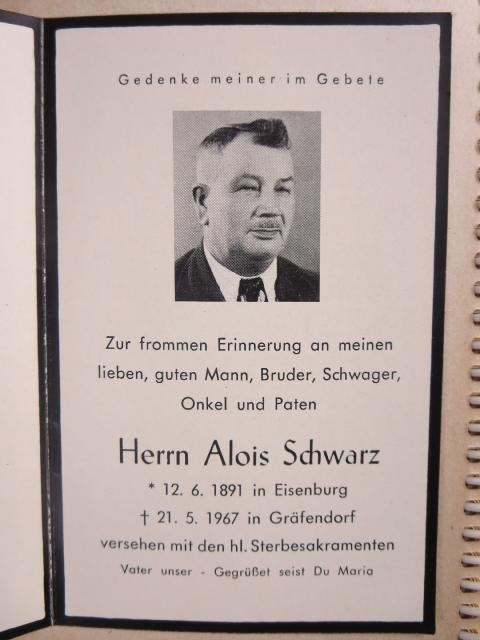 Gedenke meiner im Gebete
Zur frommen Erinnerung an meinen
lieben, guten Mann, Bruder, Schwager,
Onkel und Paten
Herrn Alois Schwarz
* 12. 6. 1891 in Eisenburg
† 21. 5. 1967 in Gräfendorf
versehen mit den hl. Sterbesakramenten
Vater unser - Gegrüßet seist Du Maria